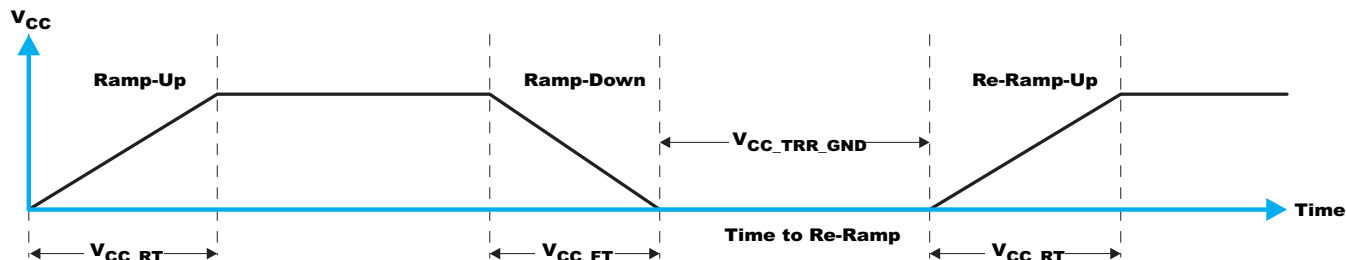 VCC
Ramp-Up
Ramp-Down
Re-Ramp-Up
VCC_TRR_GND
Time
Time to Re-Ramp
VCC_RT
VCC_FT
VCC_RT